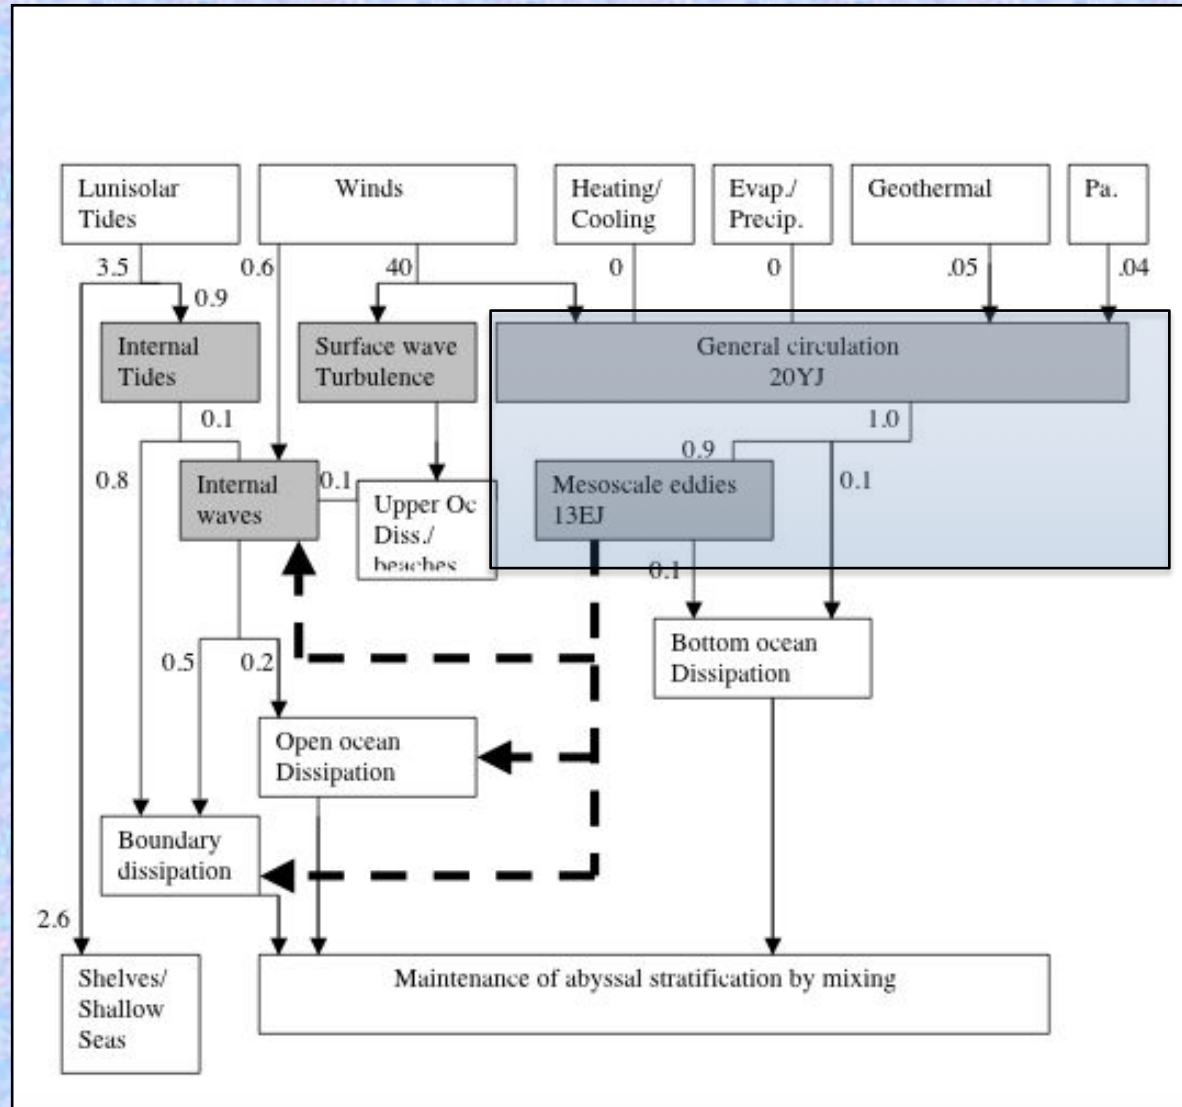 Lunisolar
Tides
Winds
Heating/
Cooling
Evap./
Precip.
Geothermal
Pa.
3.5
0.6
40
0
0
.05
.04
0.9
Internal
Tides
Surface wave
Turbulence
General circulation
20YJ
0.1
1.0
0.8
0.9
0.1
Internal
waves
0.1
Upper Oc
Diss./
beaches
Mesoscale eddies
13EJ
0.1
Bottom ocean
Dissipation
0.5
0.2
Open ocean
Dissipation
Boundary
dissipation
2.6
Shelves/
Shallow
Seas
Maintenance of abyssal stratification by mixing